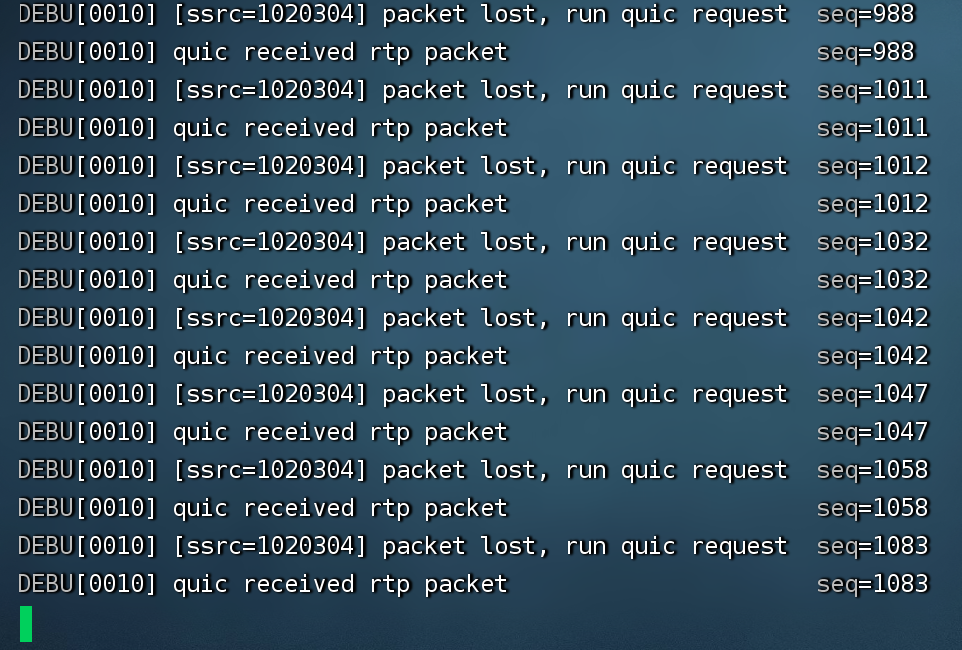 DEBU[0010] [ssrc=1020304] packet lost, run quic request  seq=988
DEBU[0010] quic received rtp packet                      seq=988
DEBU[0010] [ssrc=1020304] packet lost, run quic request  seq=1011
DEBU[0010] quic received rtp packet                      seq=1011
DEBU[0010] [ssrc=1020304] packet lost, run quic request  seq=1012
DEBU[0010] quic received rtp packet                      seq=1012
DEBU[0010] [ssrc=1020304] packet lost, run quic request  seq=1032
DEBU[0010] quic received rtp packet                      seq=1032
DEBU[0010] [ssrc=1020304] packet lost, run quic request  seq=1042
DEBU[0010] quic received rtp packet                      seq=1042
DEBU[0010] [ssrc=1020304] packet lost, run quic request  seq=1047
DEBU[0010] quic received rtp packet                      seq=1047
DEBU[0010] [ssrc=1020304] packet lost, run quic request  seq=1058
DEBU[0010] quic received rtp packet                      seq=1058
DEBU[0010] [ssrc=1020304] packet lost, run quic request  seq=1083
DEBU[0010] quic received rtp packet                      seq=1083